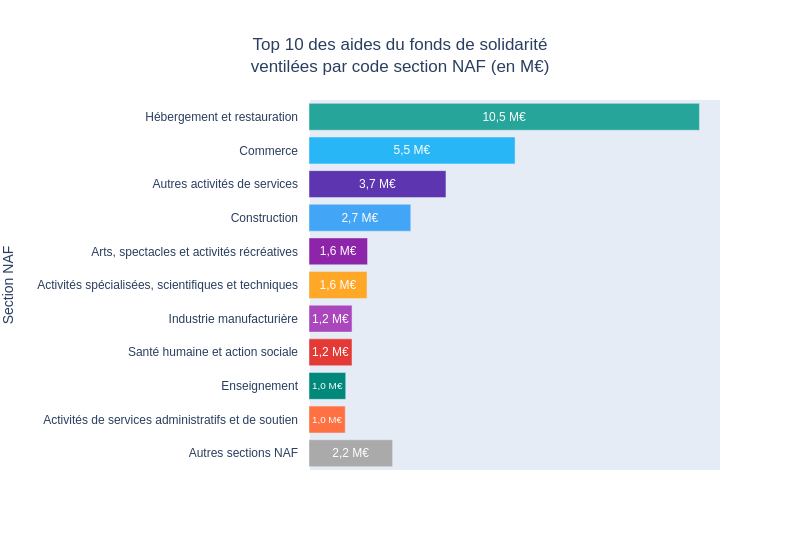 Top 10 des aides du fonds de solidarité
ventilées par code section NAF (en M€)
Section NAF
Hébergement et restauration 10,5 M€
Commerce 5,5 M€
Autres activités de services 3,7 M€
Construction 2,7 M€
Arts, spectacles et activités récréatives 1,6 M€
Activités spécialisées, scientifiques et techniques 1,6 M€
Industrie manufacturière 1,2 M€
Santé humaine et action sociale 1,2 M€
Enseignement 1,0 M€
Activités de services administratifs et de soutien 1,0 M€
Autres sections NAF 2,2 M€